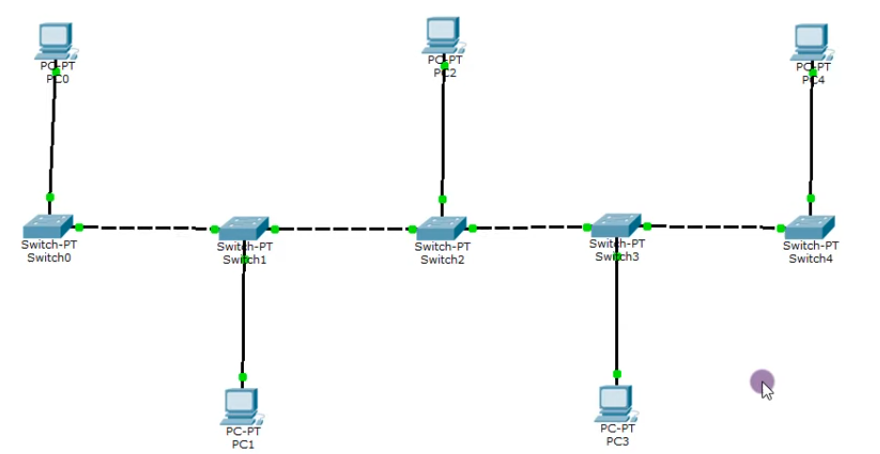 PC-PT
PC0
PC-PT
PC2
PC-PT
PC4
Switch-PT
Switch0
Switch-PT
Switch1
Switch-PT
Switch2
Switch-PT
Switch3
Switch-PT
Switch4
PC-PT
PC1
PC-PT
PC3